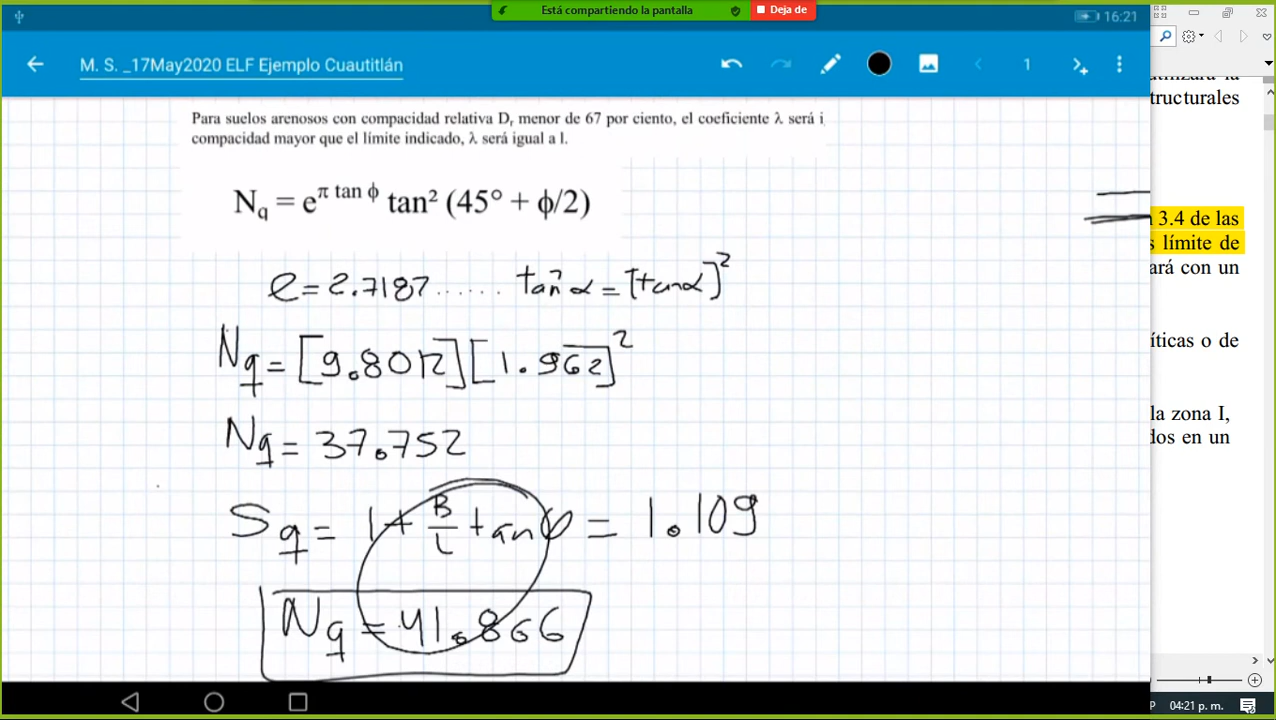 Está compartiendo la pantalla
Deja de
16:21
M. S. _17May2020 ELF Ejemplo Cuautitlán
1
utilizará la
tructurales
Para suelos arenosos con compacidad relativa Dr menor de 67 por ciento, el coeficiente λ será i
compacidad mayor que el límite indicado, λ será igual a l.
Nq = e^π tan ϕ tan² (45° + ϕ/2)
n 3.4 de las
s límite de
ará con un
e = 2.7187...... tan² α = [tan α]²
íticas o de
Nq = [9.8012][1.962]²
la zona I,
dos en un
Nq = 37.752
Sq = 1 + B/L tan φ = 1.109
Nq = 41.866
04:21 p. m.